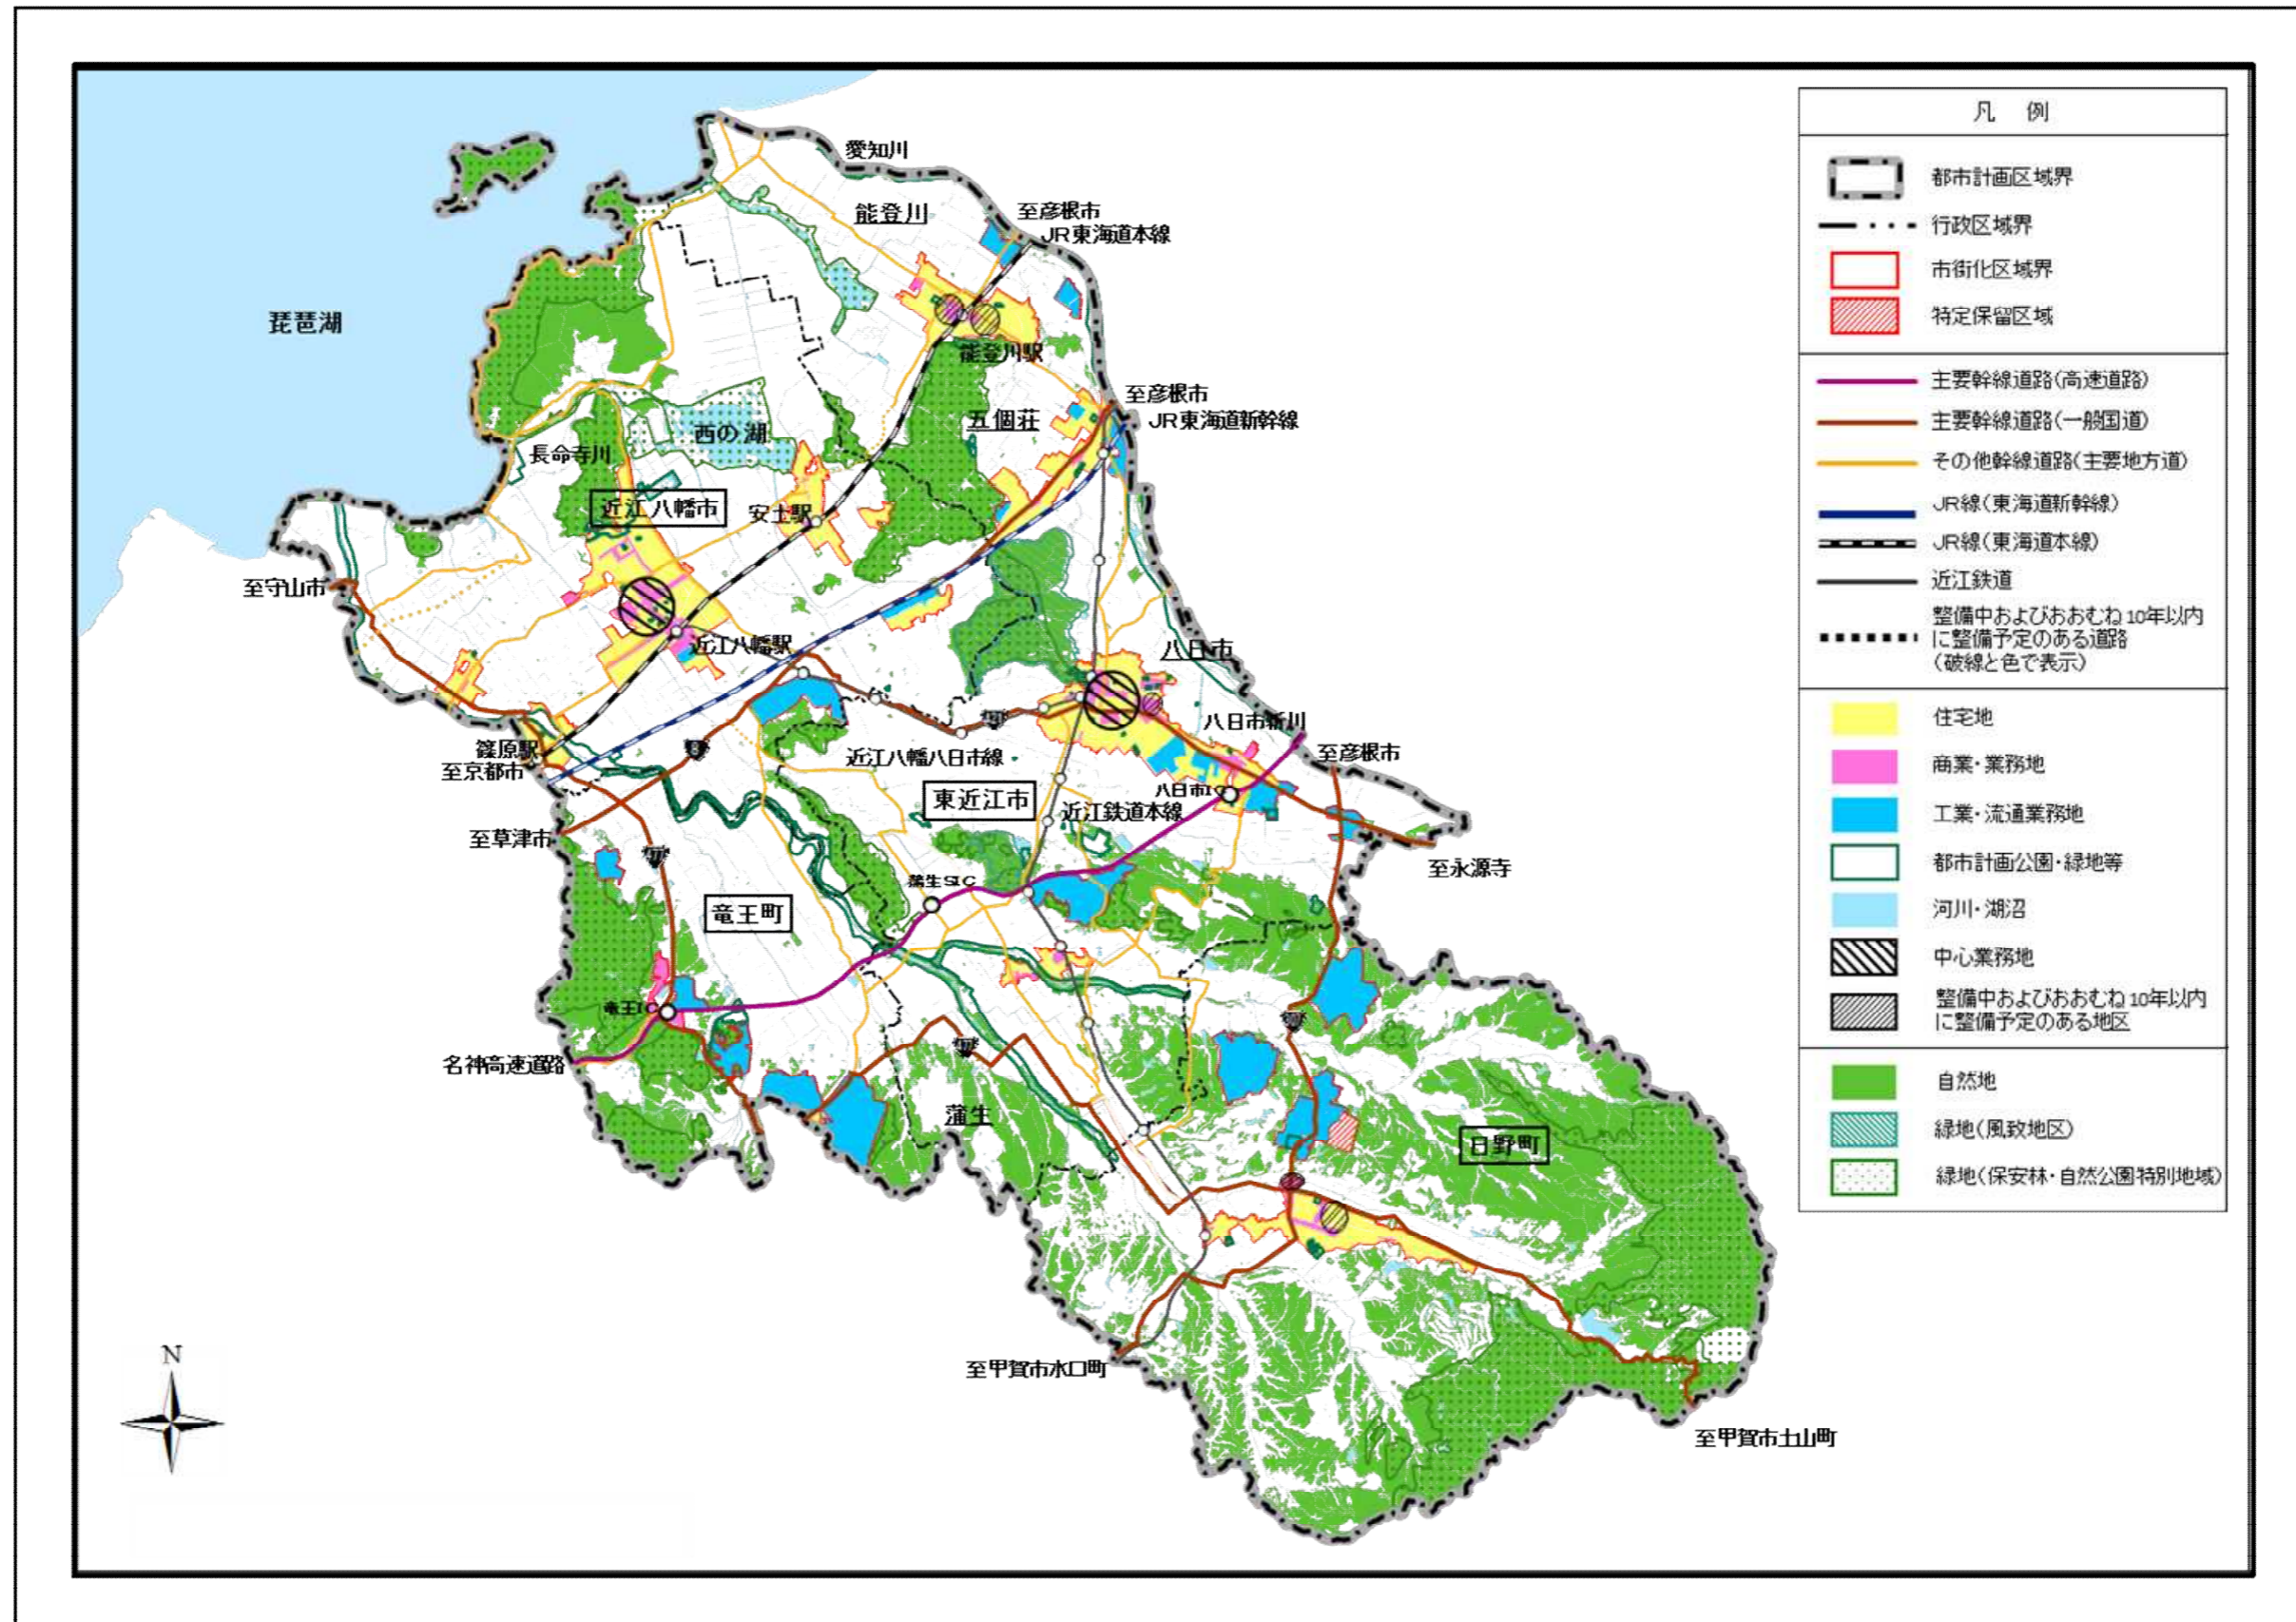 愛知川
能登川
至彦根市
JR東海道本線
琵琶湖
能登川駅
至彦根市
五個荘
JR東海道新幹線
西の湖
長命寺川
近江八幡市
安土駅
至守山市
近江八幡駅
八日市
八日市新川
篠原駅
至京都市
8
近江八幡八日市線
至彦根市
東近江市
八日市IC
近江鉄道本線
至草津市
至永源寺
蒲生SIC
竜王町
竜王IC
名神高速道路
蒲生
日野町
至甲賀市水口町
至甲賀市土山町
N
凡 例
都市計画区域界
行政区域界
市街化区域界
特定保留区域
主要幹線道路(高速道路)
主要幹線道路(一般国道)
その他幹線道路(主要地方道)
JR線(東海道新幹線)
JR線(東海道本線)
近江鉄道
整備中およびおおむね10年以内
に整備予定のある道路
(破線と色で表示)
住宅地
商業・業務地
工業・流通業務地
都市計画公園・緑地等
河川・湖沼
中心業務地
整備中およびおおむね10年以内
に整備予定のある地区
自然地
緑地(風致地区)
緑地(保安林・自然公園特別地域)